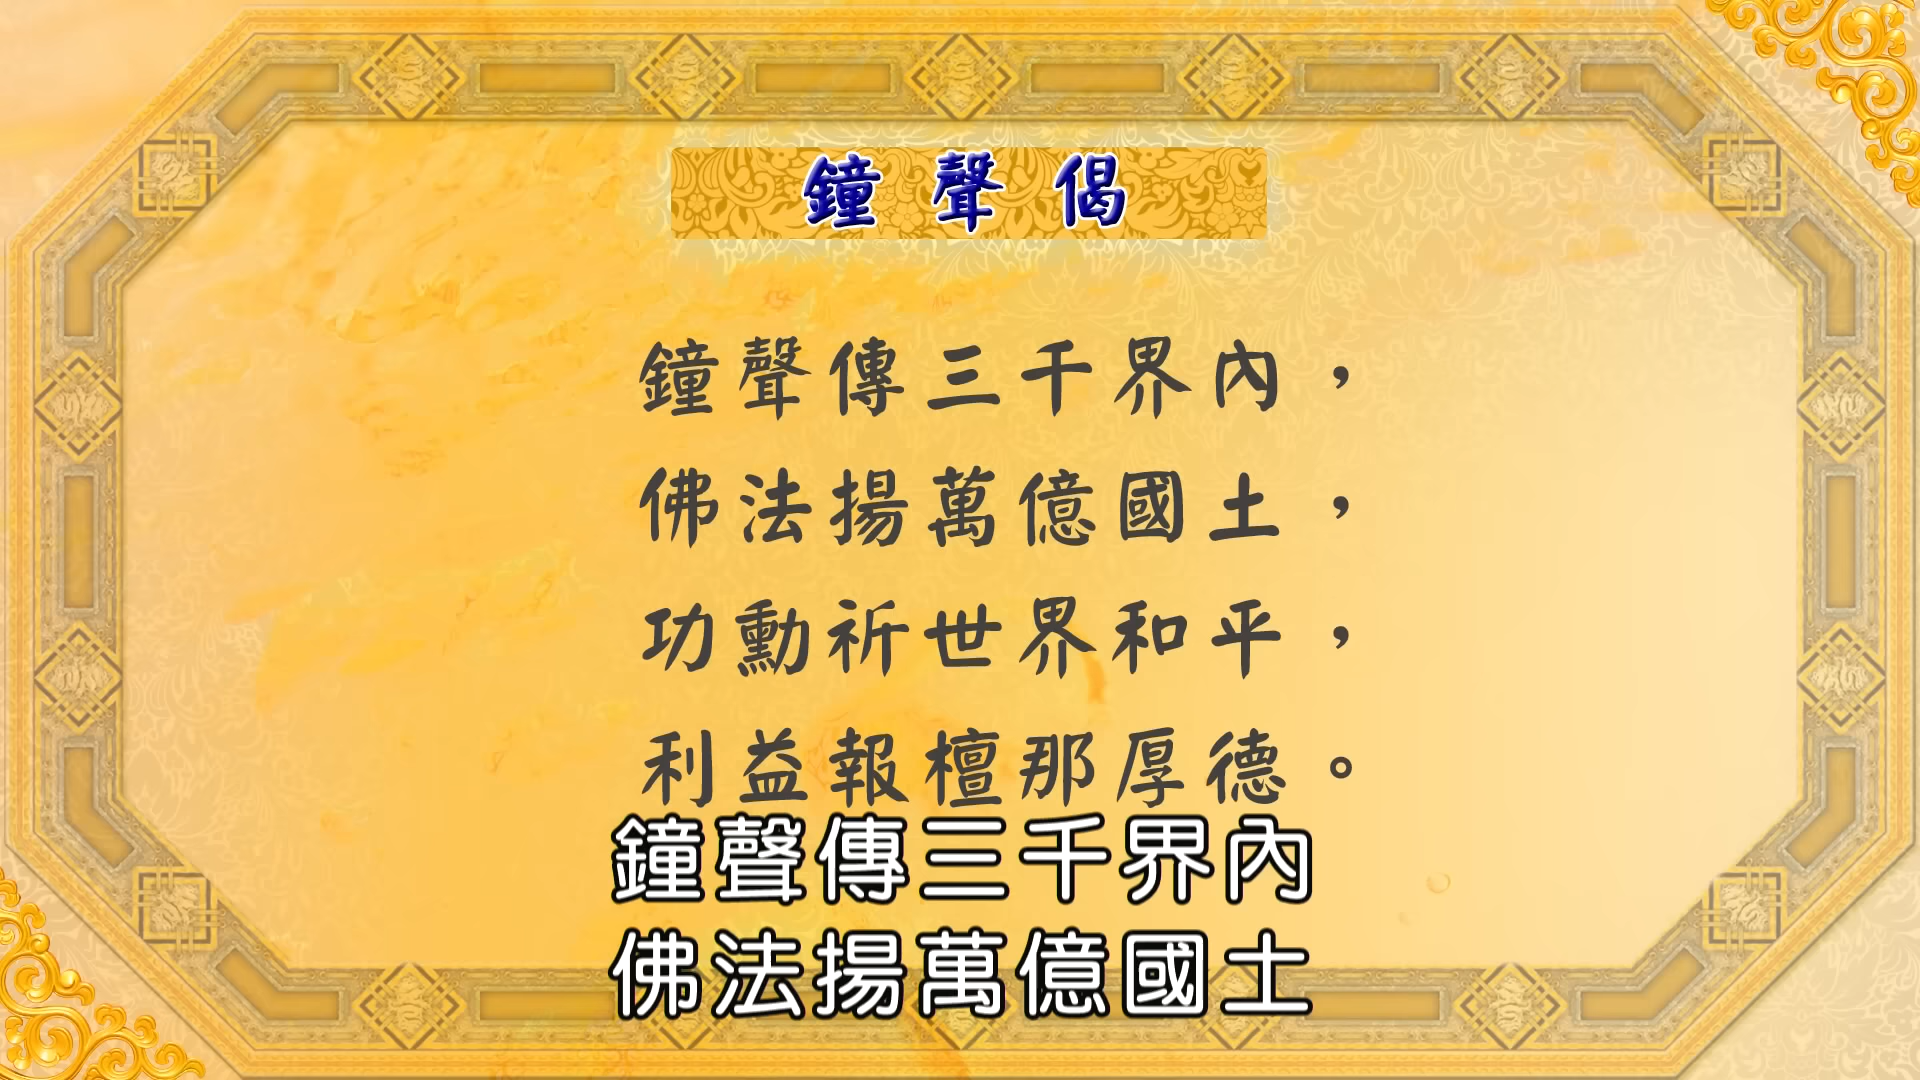 鐘聲偈
鐘聲傳三千界內，
佛法揚萬億國土，
功勳祈世界和平，
利益報檀那厚德。
鐘聲傳三千界內
佛法揚萬億國土